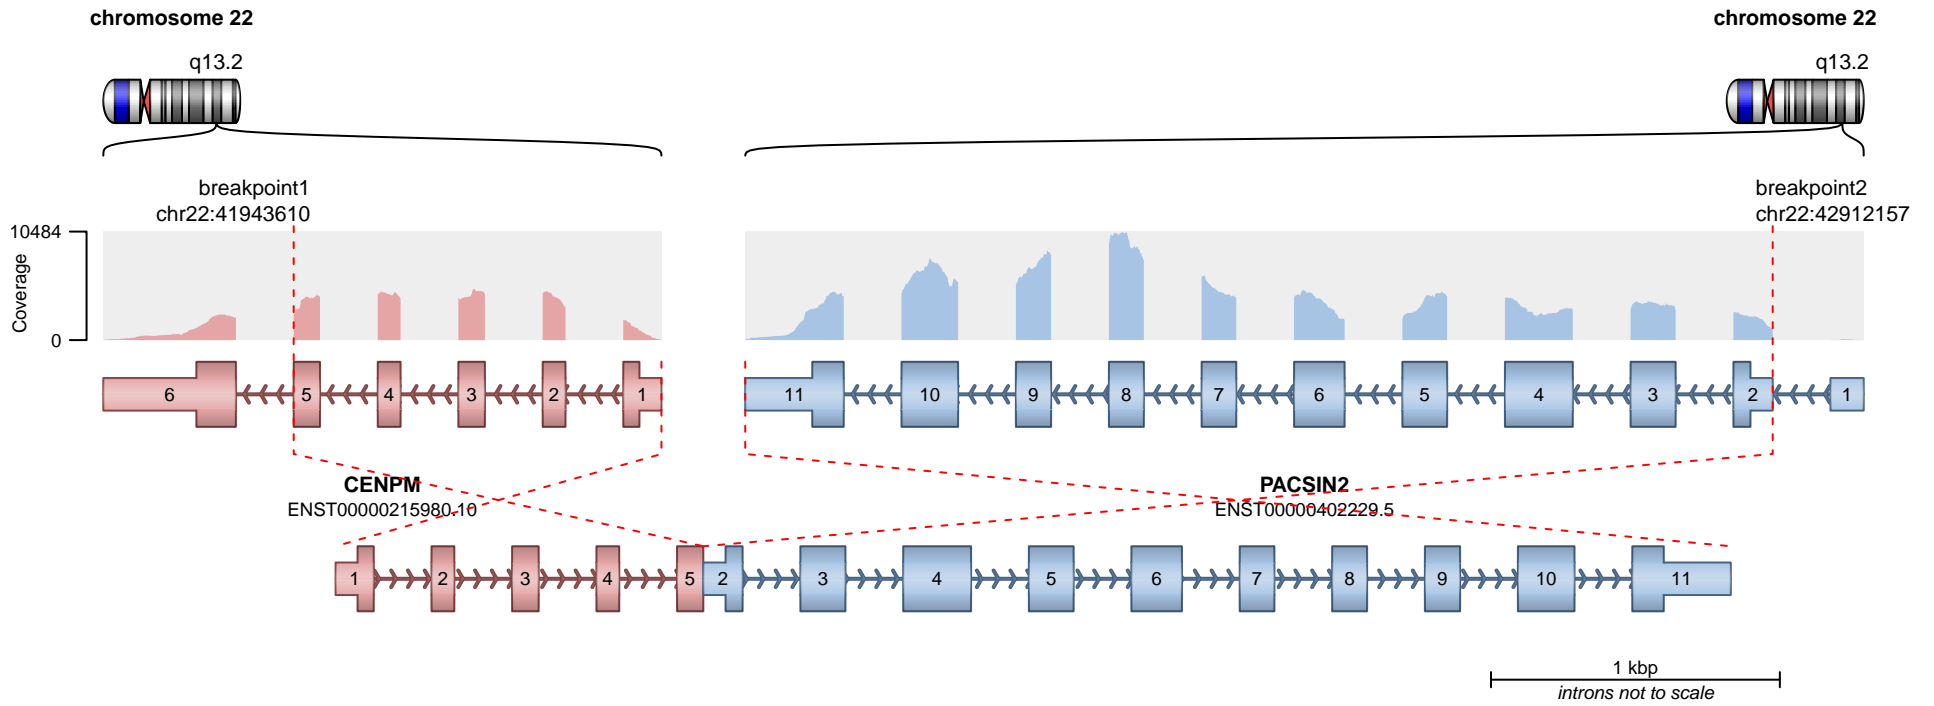 chromosome 22
chromosome 22
q13.2
q13.2
breakpoint1
chr22:41943610
breakpoint2
chr22:42912157
10484
Coverage
0
6 5 4 3 2 1 11 10 9 8 7 6 5 4 3 2 1
CENPM
ENST00000215980.10
PACSIN2
ENST00000402229.5
1 2 3 4 5 2 3 4 5 6 7 8 9 10 11
1 kbp
introns not to scale